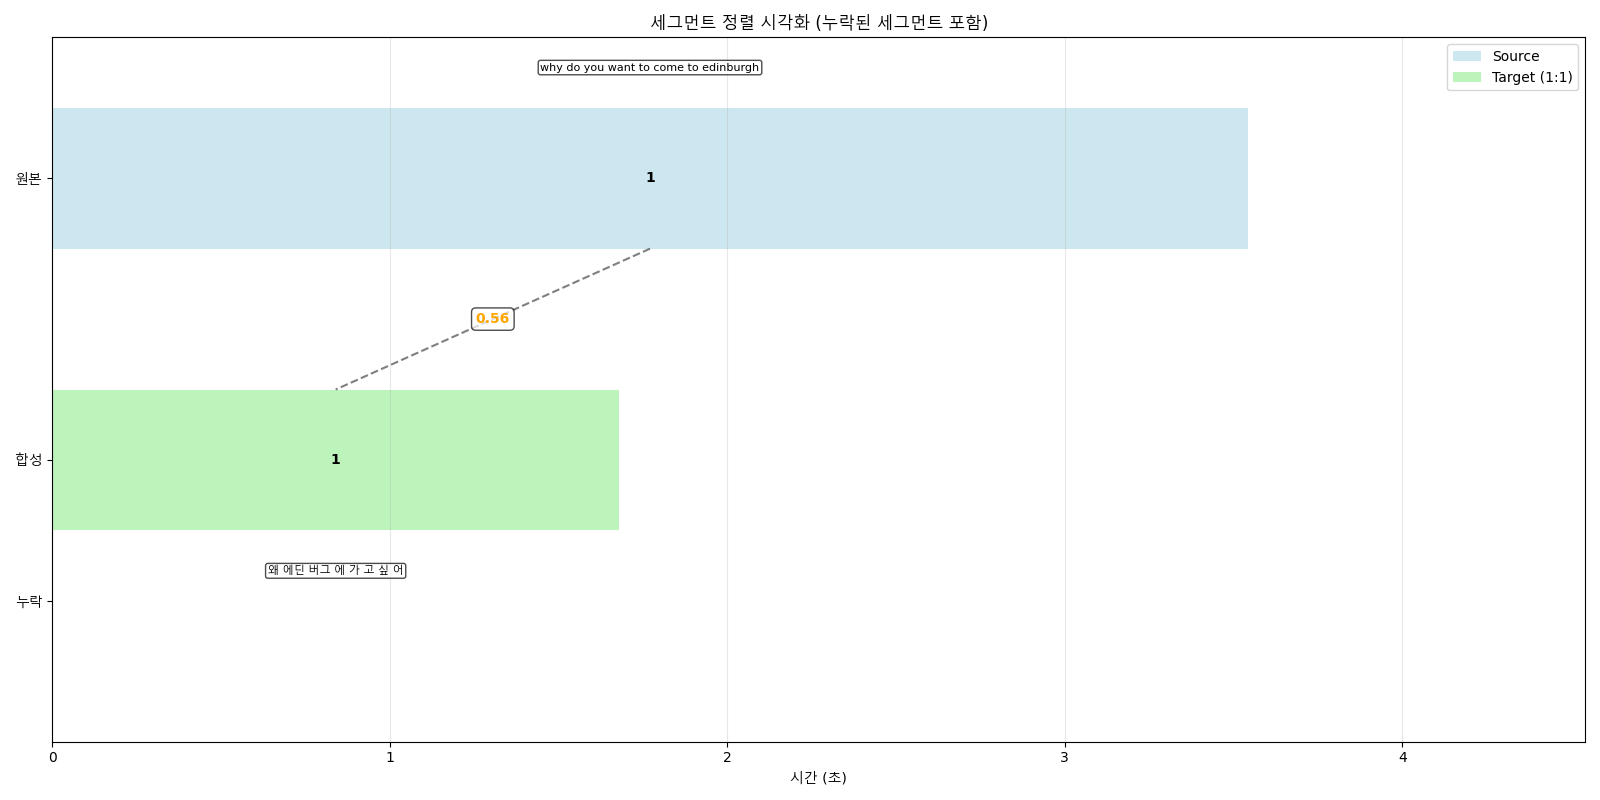 세그먼트 정렬 시각화 (누락된 세그먼트 포함)
why do you want to come to edinburgh
Source
Target (1:1)
원본
1
0.56
합성
1
왜 에딘 버그 에 가 고 싶 어
누락
0 1 2 3 4
시간 (초)